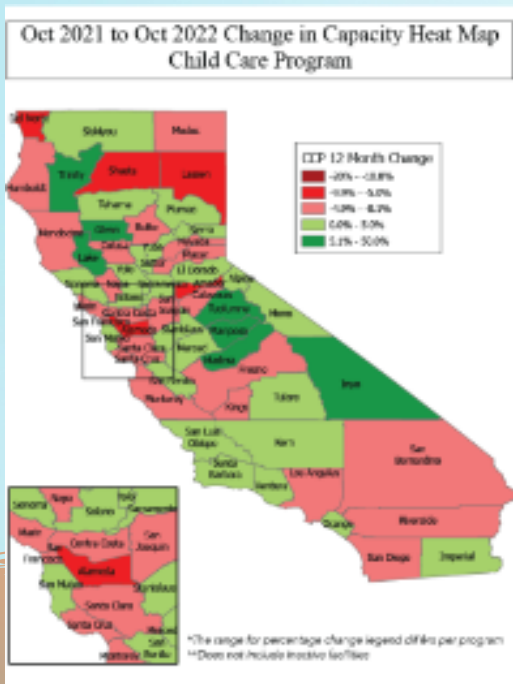 Oct 2021 to Oct 2022 Change in Capacity Heat Map
Child Care Program
CCP 12 Month Change
Del Norte
Siskiyou
Modoc
Humboldt
Trinity
Shasta
Lassen
Tehama
Plumas
Mendocino
Glenn
Butte
Sierra
Lake
Colusa
Yuba
Nevada
Placer
Sutter
Yolo
El Dorado
Alpine
Sonoma
Napa
Sacramento
Amador
Solano
Calaveras
Marin
Contra Costa
San Joaquin
Tuolumne
Mono
San Francisco
Alameda
Stanislaus
Mariposa
San Mateo
Santa Clara
Merced
Santa Cruz
Madera
Fresno
Inyo
San Benito
Monterey
Kings
Tulare
San Luis Obispo
Kern
San Bernardino
Santa Barbara
Ventura
Los Angeles
Orange
Riverside
San Diego
Imperial
Sonoma
Napa
Solano
Yolo
Sacramento
Marin
Contra Costa
San Joaquin
San Francisco
Alameda
San Mateo
Stanislaus
Santa Clara
Santa Cruz
Merced
San Benito
Monterey
*The range for percentage change legend differs per program
**Does not include inactive facilities